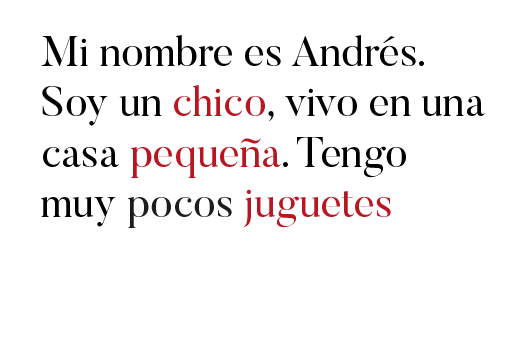 Mi nombre es Andrés.
Soy un chico, vivo en una
casa pequeña. Tengo
muy pocos juguetes